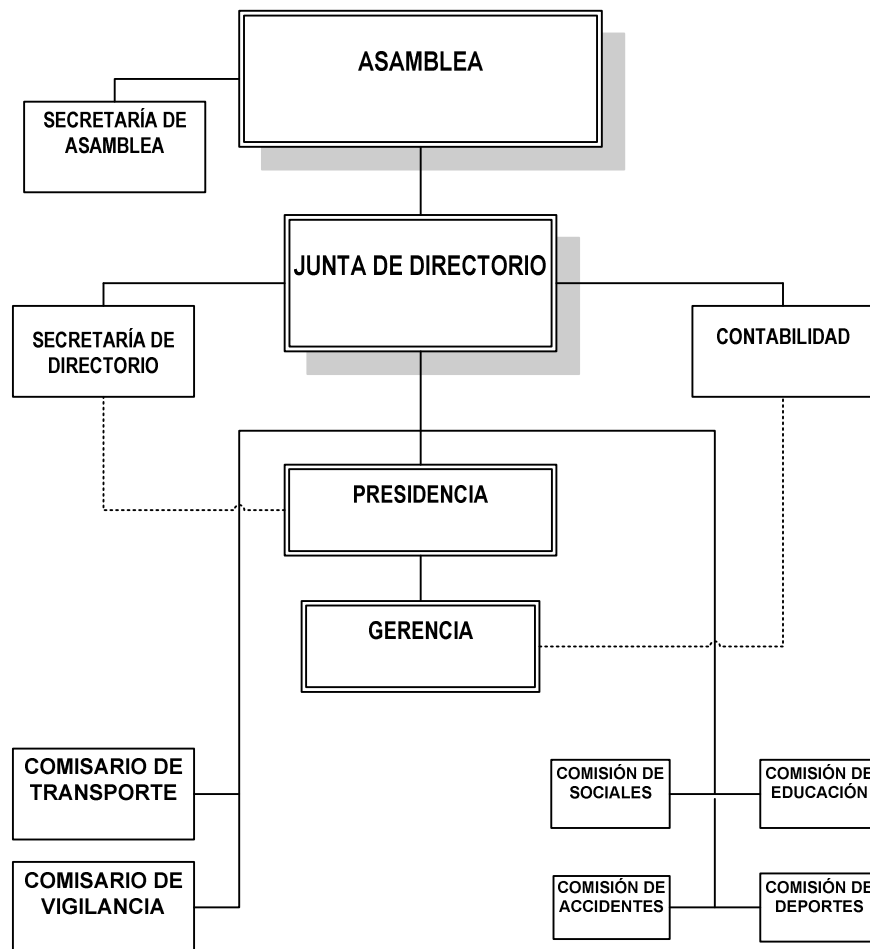 ASAMBLEA
SECRETARÍA DE
ASAMBLEA
JUNTA DE DIRECTORIO
SECRETARÍA DE
DIRECTORIO
CONTABILIDAD
PRESIDENCIA
GERENCIA
COMISARIO DE
TRANSPORTE
COMISIÓN DE
SOCIALES
COMISIÓN DE
EDUCACIÓN
COMISARIO DE
VIGILANCIA
COMISIÓN DE
ACCIDENTES
COMISIÓN DE
DEPORTES